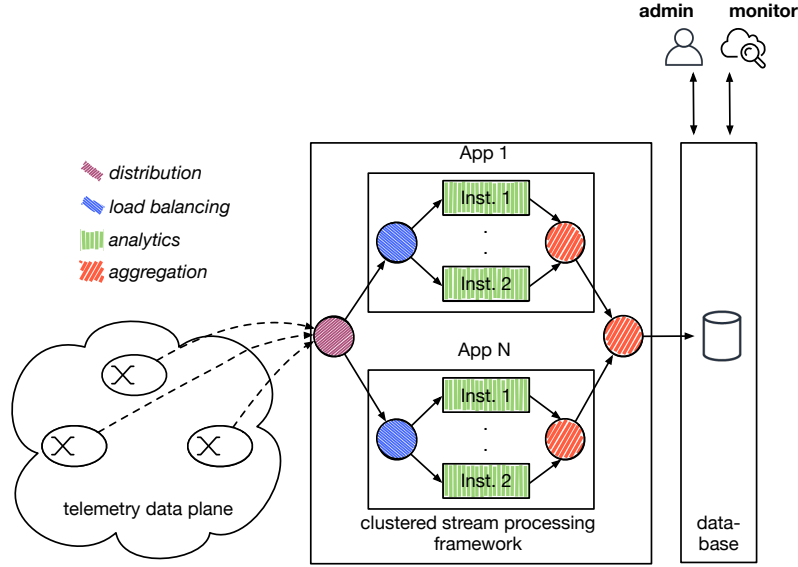 admin
monitor
distribution
load balancing
analytics
aggregation
App 1
Inst. 1
Inst. 2
App N
Inst. 1
Inst. 2
telemetry data plane
clustered stream processing
framework
data-
base